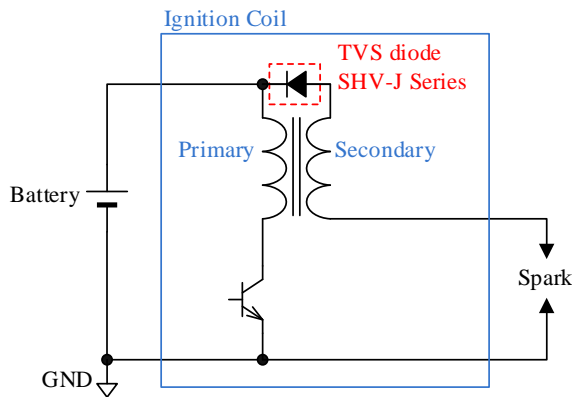 Ignition Coil
TVS diode
SHV-J Series
Primary
Secondary
Battery
Spark
GND